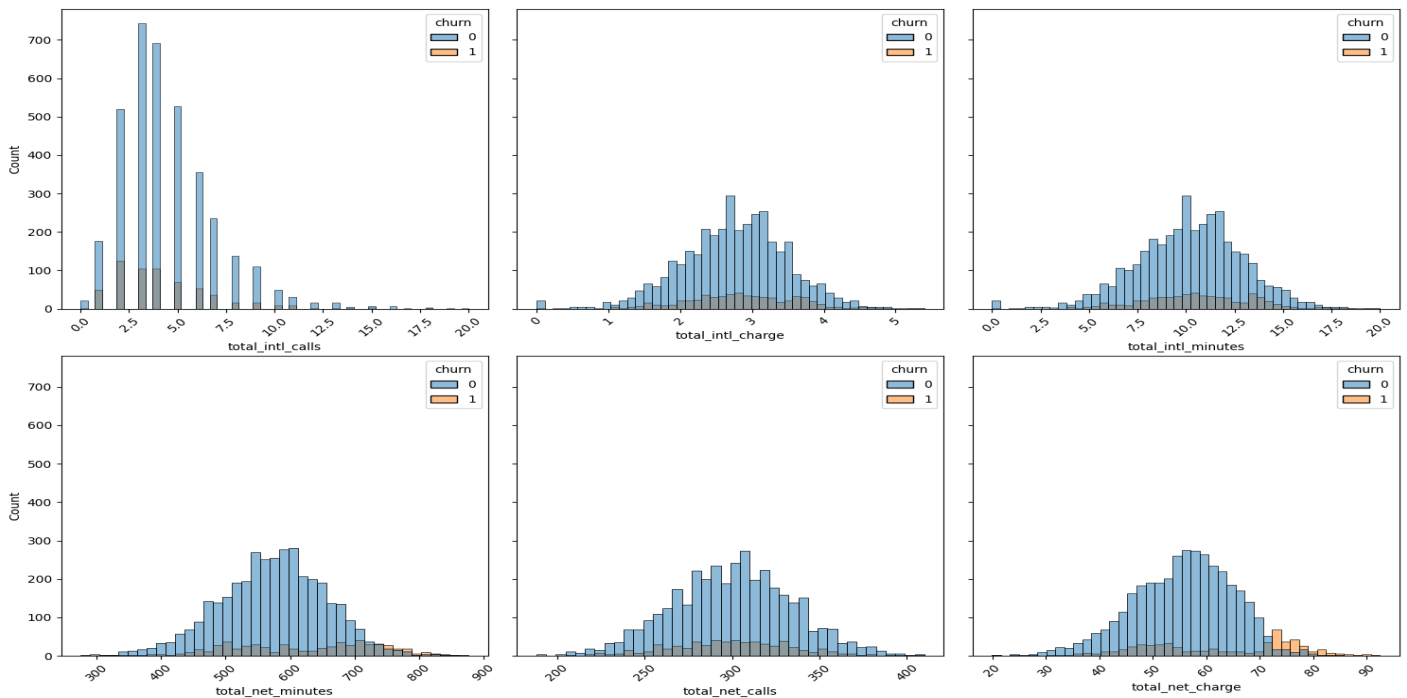 churn
0
1
churn
0
1
churn
0
1
700
600
500
400
300
200
100
0
Count
0.0 2.5 5.0 7.5 10.0 12.5 15.0 17.5 20.0
total_intl_calls
0 1 2 3 4 5
total_intl_charge
0.0 2.5 5.0 7.5 10.0 12.5 15.0 17.5 20.0
total_intl_minutes
churn
0
1
churn
0
1
churn
0
1
700
600
500
400
300
200
100
0
Count
300 400 500 600 700 800 900
total_net_minutes
200 250 300 350 400
total_net_calls
20 30 40 50 60 70 80 90
total_net_charge